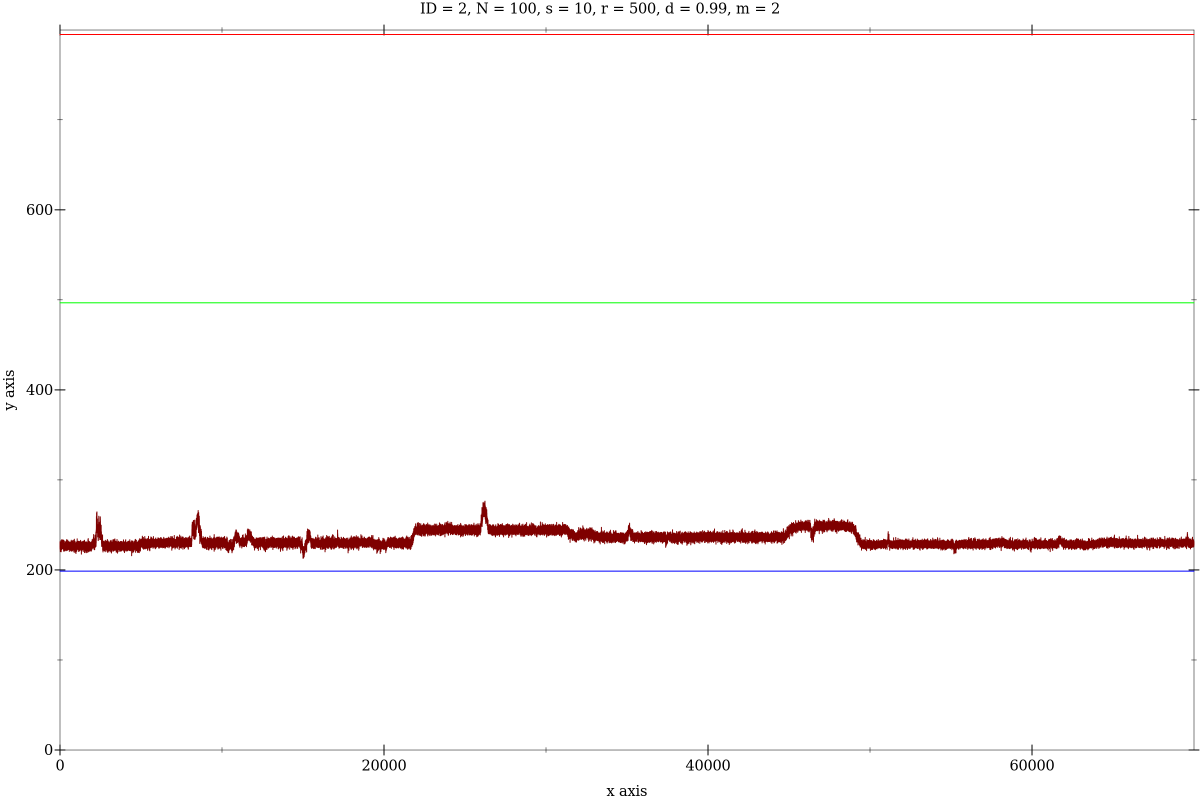 ID = 2, N = 100, s = 10, r = 500, d = 0.99, m = 2
600
400
200
0
y axis
0 20000 40000 60000
x axis